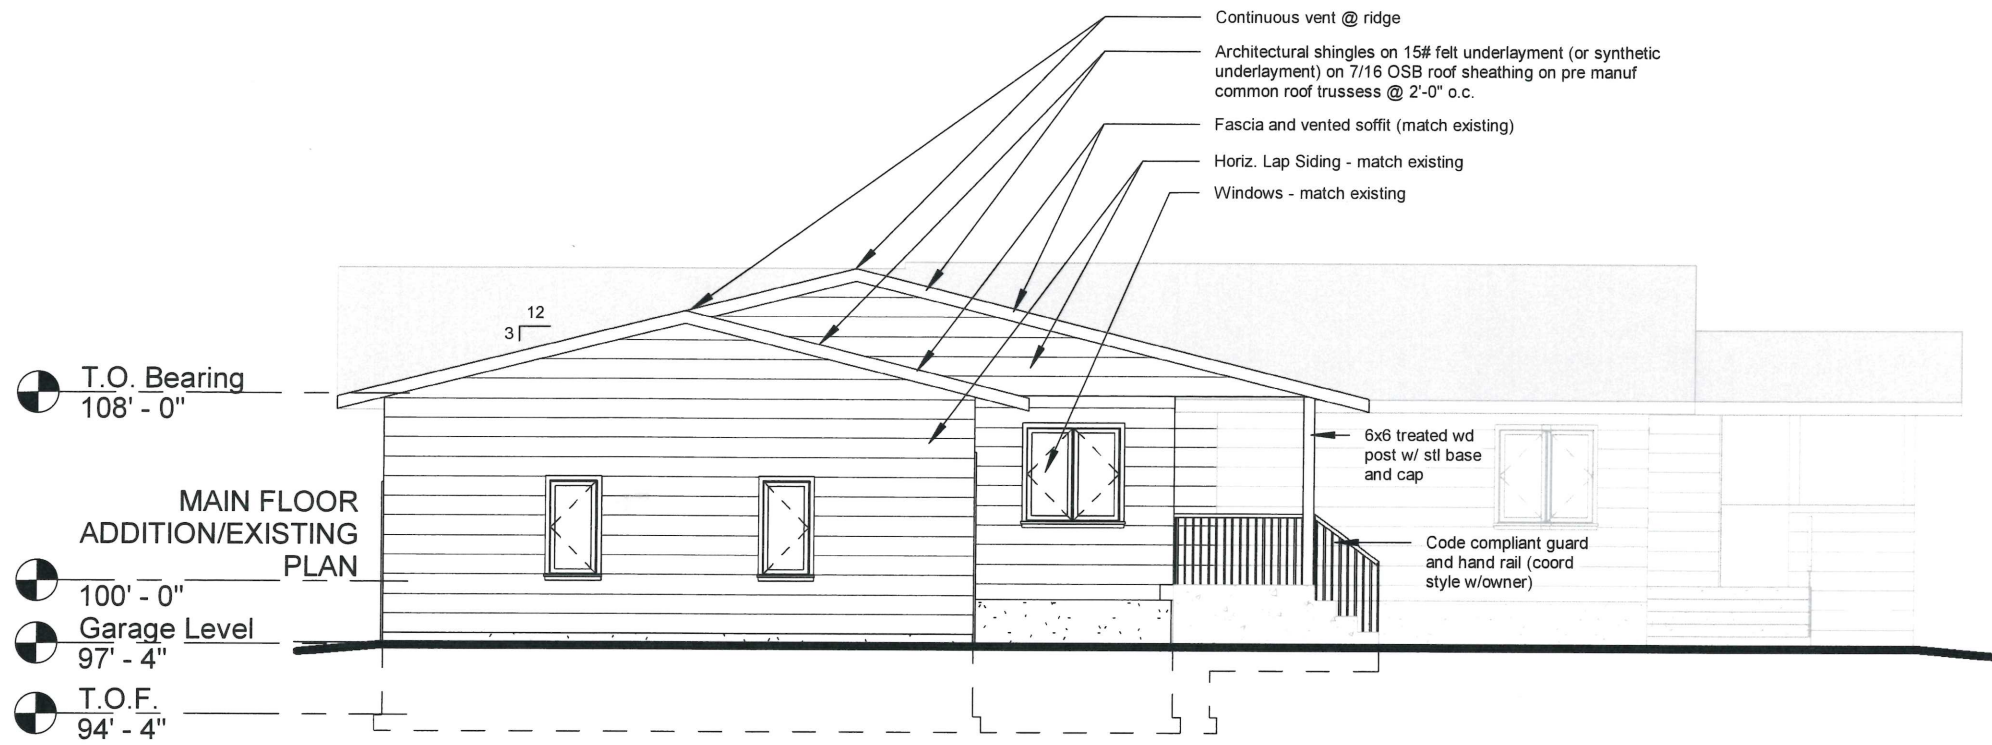 Continuous vent @ ridge
Architectural shingles on 15# felt underlayment (or synthetic
underlayment) on 7/16 OSB roof sheathing on pre manuf
common roof trussess @ 2'-0" o.c.
Fascia and vented soffit (match existing)
Horiz. Lap Siding - match existing
Windows - match existing
12
3
T.O. Bearing
108' - 0"
6x6 treated wd
post w/ stl base
and cap
MAIN FLOOR
ADDITION/EXISTING
PLAN
100' - 0"
Code compliant guard
and hand rail (coord
style w/owner)
Garage Level
97' - 4"
T.O.F.
94' - 4"